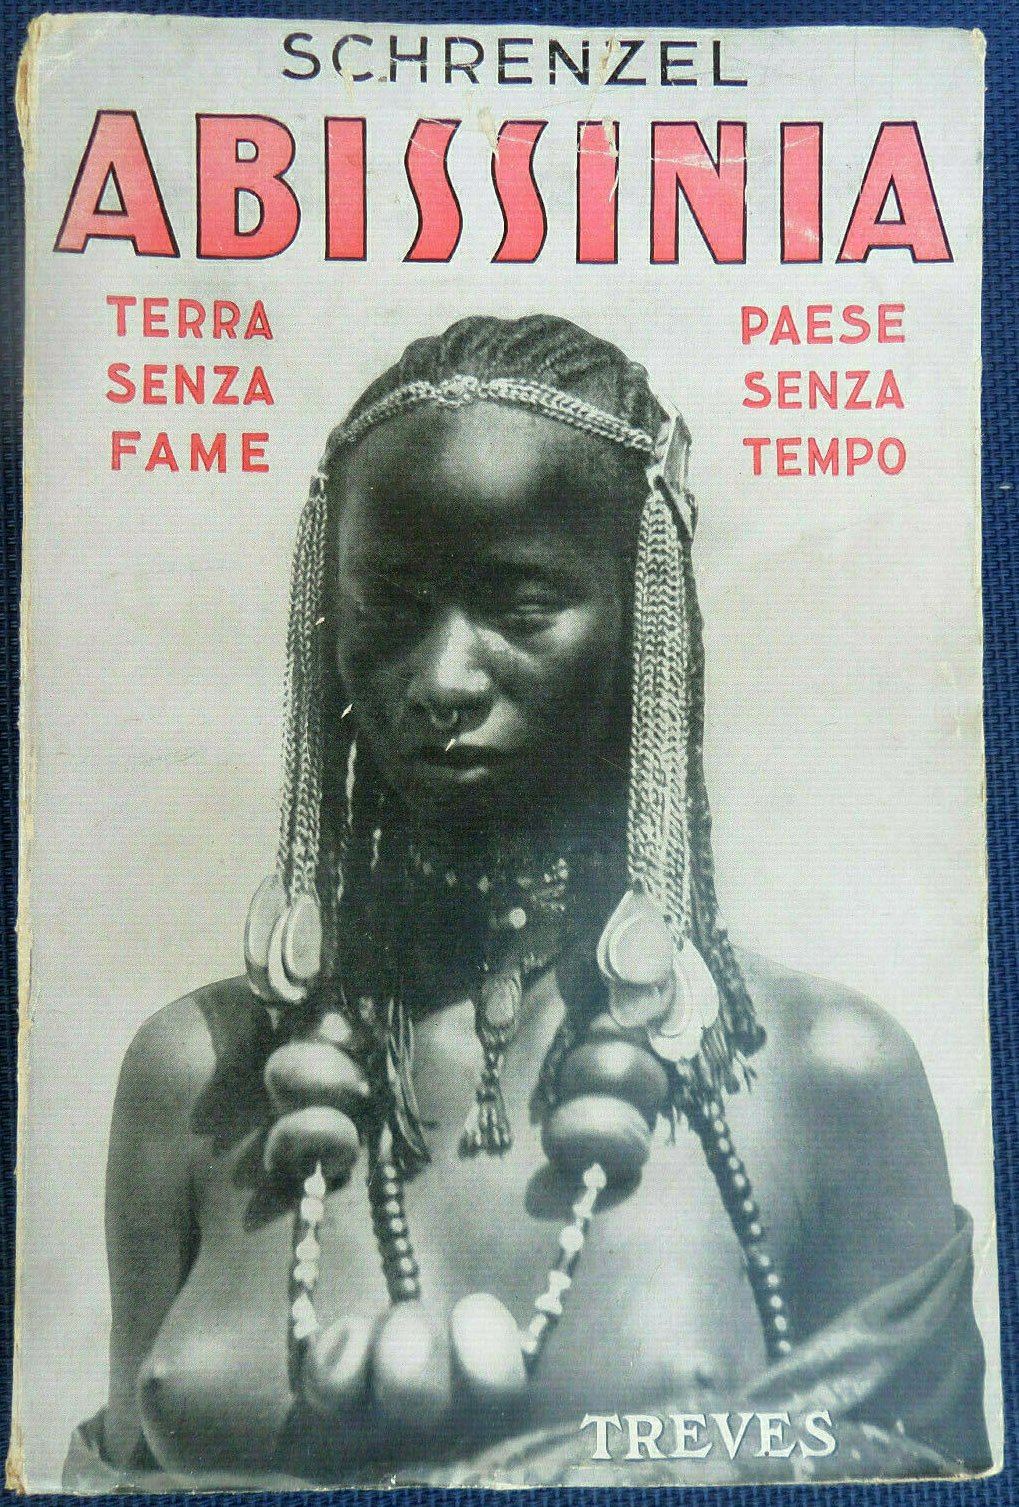 SCHRENZEL
ABISSINIA
TERRA
SENZA
FAME
PAESE
SENZA
TEMPO
TREVES